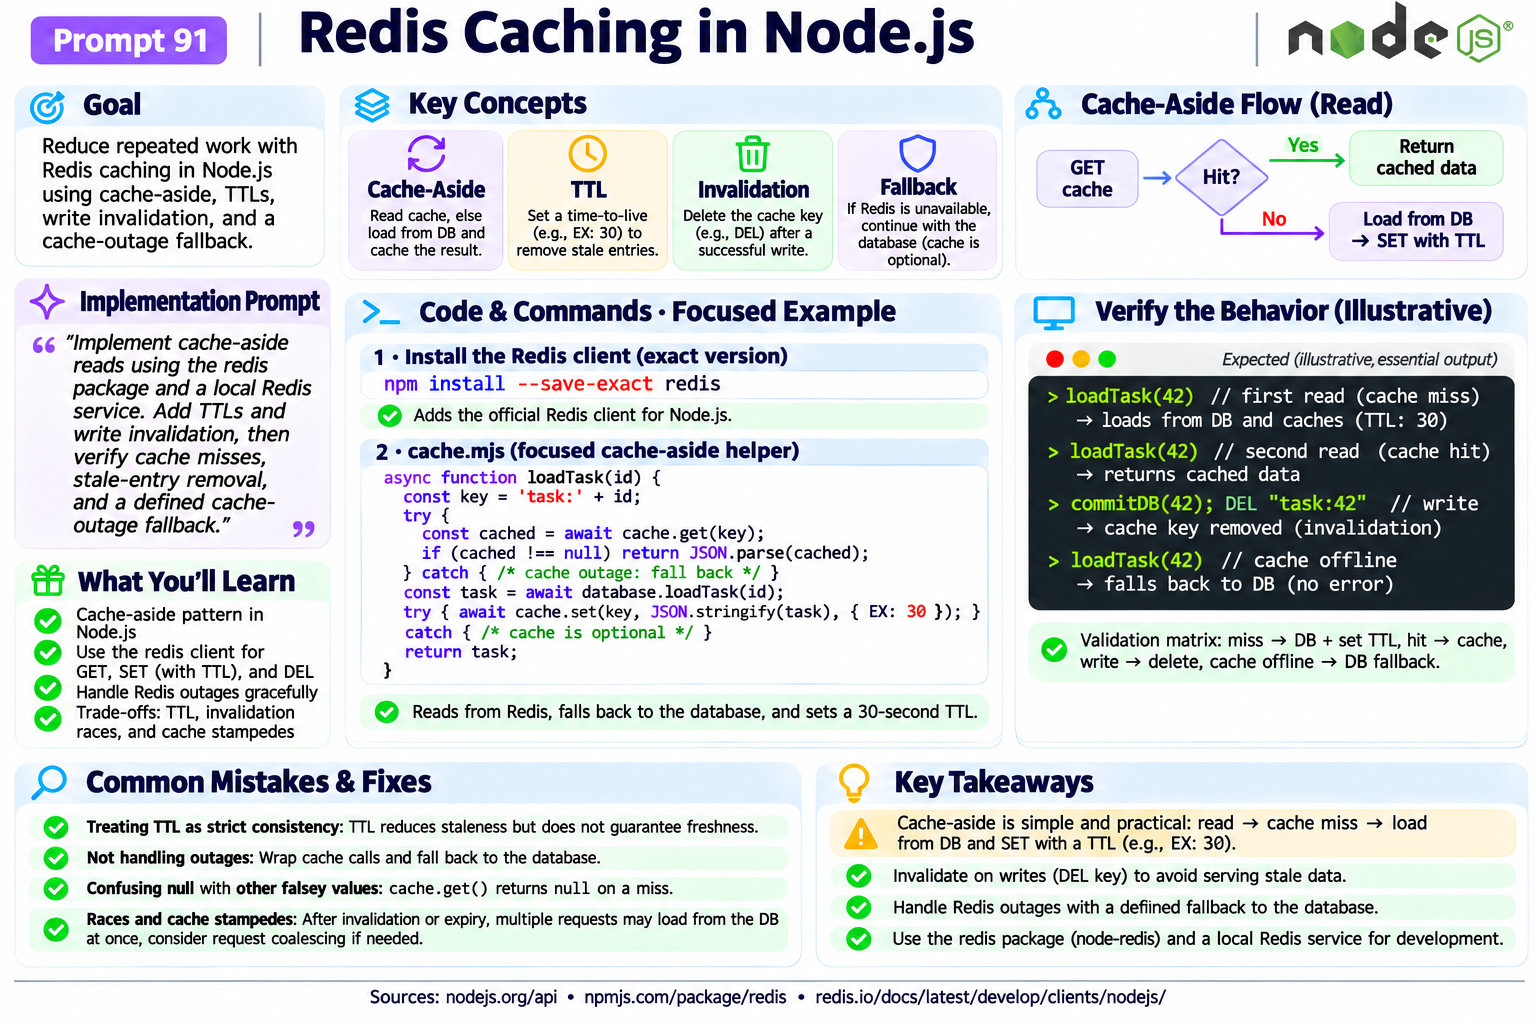 Prompt 91
Redis Caching in Node.js
node JS ®
Goal
Reduce repeated work with
Redis caching in Node.js
using cache-aside, TTLs,
write invalidation, and a
cache-outage fallback.
Key Concepts
Cache-Aside
Read cache, else
load from DB and
cache the result.
TTL
Set a time-to-live
(e.g., EX: 30) to
remove stale entries.
Invalidation
Delete the cache key
(e.g., DEL) after a
successful write.
Fallback
If Redis is unavailable,
continue with the
database (cache is
optional).
Cache-Aside Flow (Read)
GET
cache
Hit?
Yes
Return
cached data
No
Load from DB
→ SET with TTL
Implementation Prompt
“ "Implement cache-aside
reads using the redis
package and a local Redis
service. Add TTLs and
write invalidation, then
verify cache misses,
stale-entry removal,
and a defined cache-
outage fallback.” ”
What You’ll Learn
Cache-aside pattern in
Node.js
Use the redis client for
GET, SET (with TTL), and DEL
Handle Redis outages gracefully
Trade-offs: TTL, invalidation
races, and cache stampedes
Code & Commands · Focused Example
1 • Install the Redis client (exact version)
npm install --save-exact redis
Adds the official Redis client for Node.js.
2 • cache.mjs (focused cache-aside helper)
async function loadTask(id) {
const key = 'task:' + id;
try {
const cached = await cache.get(key);
if (cached !== null) return JSON.parse(cached);
} catch { /* cache outage: fall back */ }
const task = await database.loadTask(id);
try { await cache.set(key, JSON.stringify(task), { EX: 30 }); }
catch { /* cache is optional */ }
return task;
}
Reads from Redis, falls back to the database, and sets a 30-second TTL.
Verify the Behavior (Illustrative)
Expected (illustrative, essential output)
> loadTask(42) // first read (cache miss)
→ loads from DB and caches (TTL: 30)
> loadTask(42) // second read (cache hit)
→ returns cached data
> commitDB(42); DEL "task:42" // write
→ cache key removed (invalidation)
> loadTask(42) // cache offline
→ falls back to DB (no error)
Validation matrix: miss → DB + set TTL, hit → cache,
write → delete, cache offline → DB fallback.
Common Mistakes & Fixes
Treating TTL as strict consistency: TTL reduces staleness but does not guarantee freshness.
Not handling outages: Wrap cache calls and fall back to the database.
Confusing null with other falsey values: cache.get() returns null on a miss.
Races and cache stampedes: After invalidation or expiry, multiple requests may load from the DB
at once, consider request coalescing if needed.
Key Takeaways
Cache-aside is simple and practical: read → cache miss → load
from DB and SET with a TTL (e.g., EX: 30).
Invalidate on writes (DEL key) to avoid serving stale data.
Handle Redis outages with a defiined fallback to the database.
Use the redis package (node-redis) and a local Redis service for development.
Sources: nodejs.org/api • npmjs.com/package/redis • redis.io/docs/latest/develop/clients/nodejs/